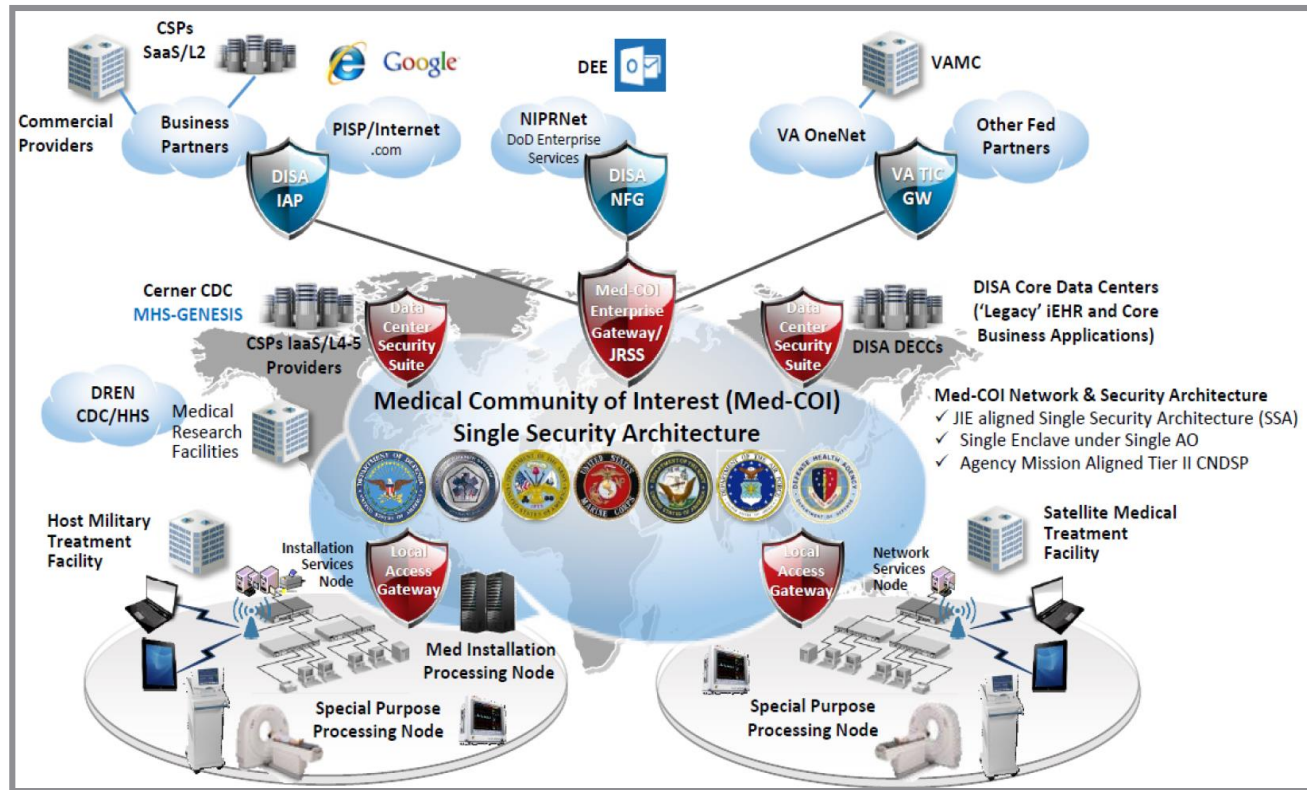 CSPs
SaaS/L2
Google
DEE
VAMC
Commercial
Providers
Business
Partners
PISP/Internet
.com
NIPRNet
DoD Enterprise
Services
VA OneNet
Other Fed
Partners
DISA
IAP
DISA
NFG
VA TIC
GW
Cerner CDC
MHS-GENESIS
CSPs IaaS/L4-5
Providers
Data
Center
Security
Suite
Med-COI
Enterprise
Gateway/
JRSS
Data
Center
Security
Suite
DISA DECCs
DISA Core Data Centers
(‘Legacy’ iEHR and Core
Business Applications)
DREN
CDC/HHS
Medical
Research
Facilities
Medical Community of Interest (Med-COI)
Single Security Architecture
Med-COI Network & Security Architecture
✓ JIE aligned Single Security Architecture (SSA)
✓ Single Enclave under Single AO
✓ Agency Mission Aligned Tier II CNDSP
Host Military
Treatment
Facility
Installation
Services
Node
Local
Access
Gateway
Med Installation
Processing Node
Special Purpose
Processing Node
Local
Access
Gateway
Network
Services
Node
Satellite Medical
Treatment
Facility
Special Purpose
Processing Node